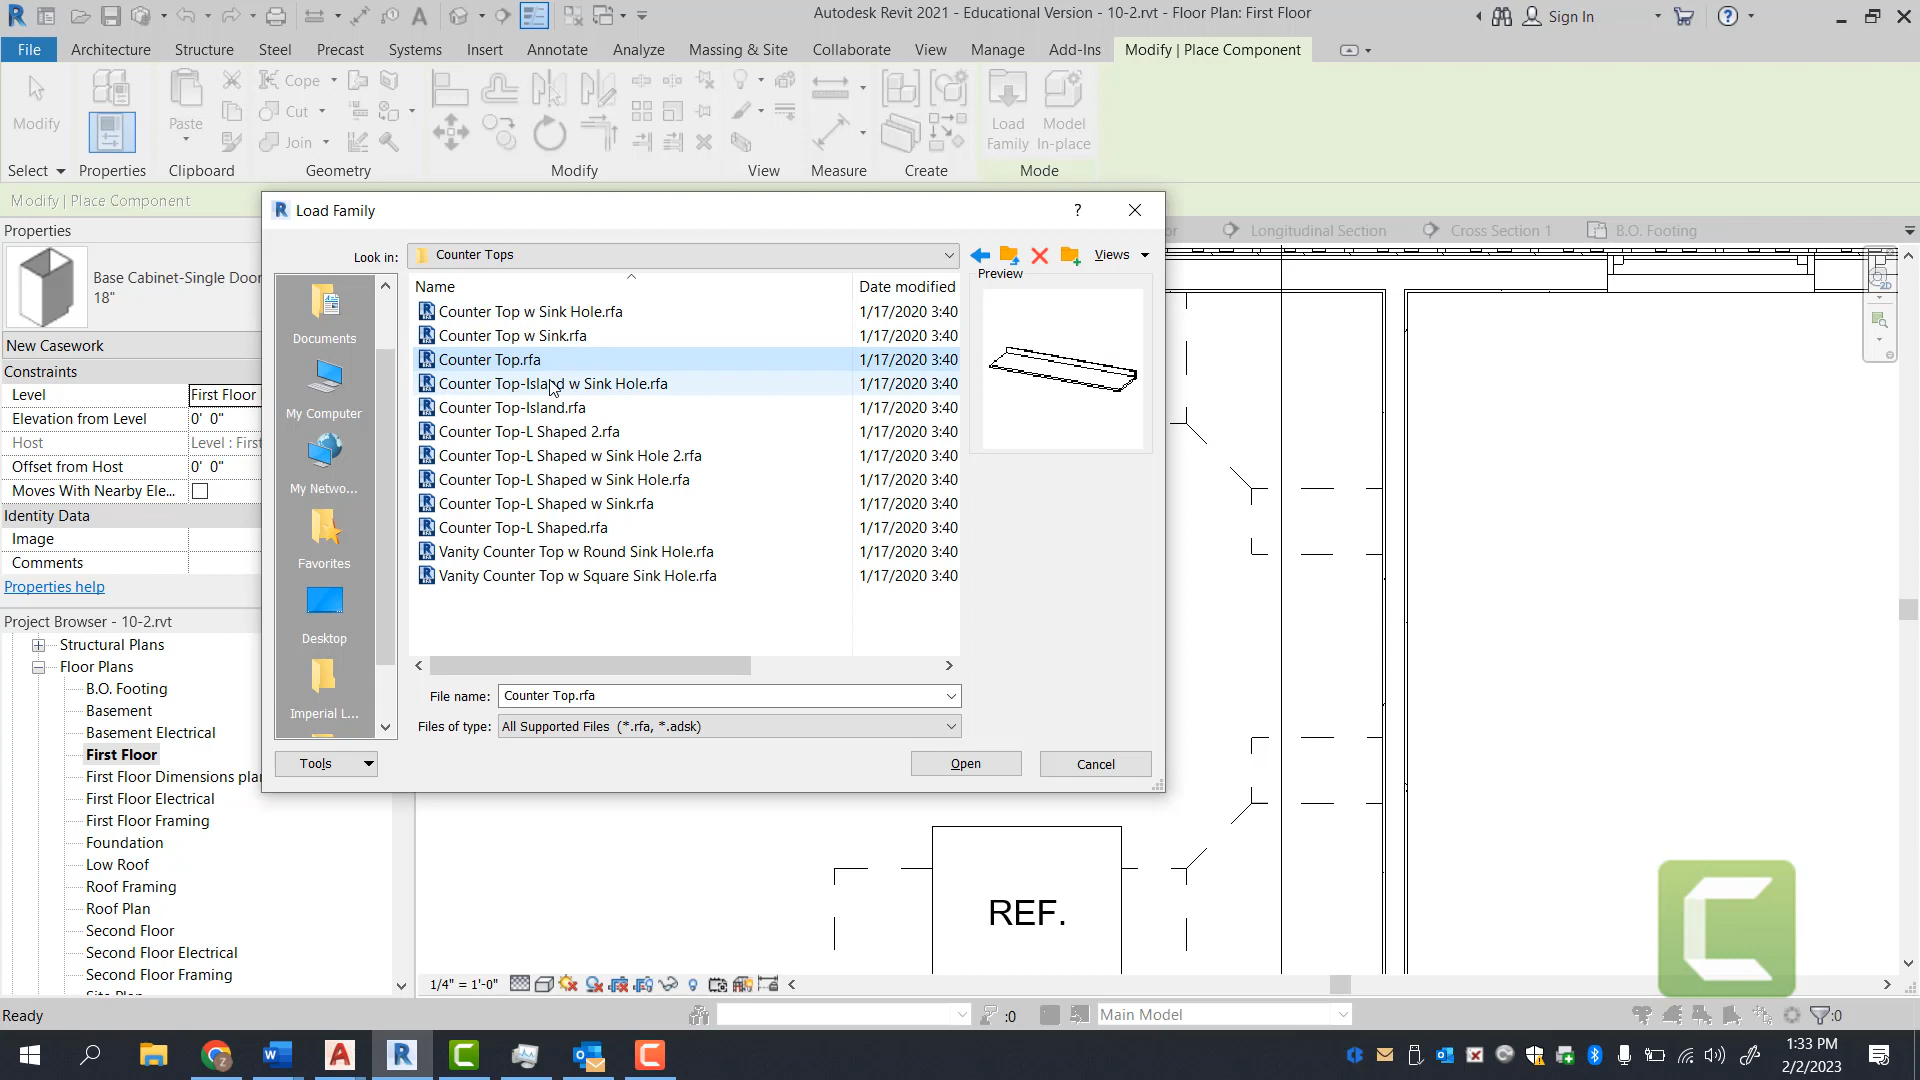 Autodesk Revit 2021 - Educational Version - 10-2.rvt - Floor Plan: First Floor
Sign In
File Architecture Structure Steel Precast Systems Insert Annotate Analyze Massing & Site Collaborate View Manage Add-Ins Modify | Place Component
Modify
Paste
Cope
Cut
Join
Load Family
Model In-place
Select Properties Clipboard Geometry Modify View Measure Create Mode
Modify | Place Component
Properties
Base Cabinet-Single Door
18"
New Casework
Constraints
Level First Floor
Elevation from Level 0' 0"
Host Level : First
Offset from Host 0' 0"
Moves With Nearby Ele...
Identity Data
Image
Comments
Properties help
Project Browser - 10-2.rvt
Structural Plans
Floor Plans
B.O. Footing
Basement
Basement Electrical
First Floor
First Floor Dimensions plan
First Floor Electrical
First Floor Framing
Foundation
Low Roof
Roof Framing
Roof Plan
Second Floor
Second Floor Electrical
Second Floor Framing
Load Family
?
Look in: Counter Tops
Views
Preview
Documents
My Computer
My Netwo...
Favorites
Desktop
Imperial L...
Name Date modified
Counter Top w Sink Hole.rfa 1/17/2020 3:40
Counter Top w Sink.rfa 1/17/2020 3:40
Counter Top.rfa 1/17/2020 3:40
Counter Top-Island w Sink Hole.rfa 1/17/2020 3:40
Counter Top-Island.rfa 1/17/2020 3:40
Counter Top-L Shaped 2.rfa 1/17/2020 3:40
Counter Top-L Shaped w Sink Hole 2.rfa 1/17/2020 3:40
Counter Top-L Shaped w Sink Hole.rfa 1/17/2020 3:40
Counter Top-L Shaped w Sink.rfa 1/17/2020 3:40
Counter Top-L Shaped.rfa 1/17/2020 3:40
Vanity Counter Top w Round Sink Hole.rfa 1/17/2020 3:40
Vanity Counter Top w Square Sink Hole.rfa 1/17/2020 3:40
File name: Counter Top.rfa
Files of type: All Supported Files (*.rfa, *.adsk)
Tools
Open
Cancel
Longitudinal Section
Cross Section 1
B.O. Footing
2D
REF.
1/4" = 1'-0"
Ready
:0
Main Model
:0
1:33 PM
2/2/2023